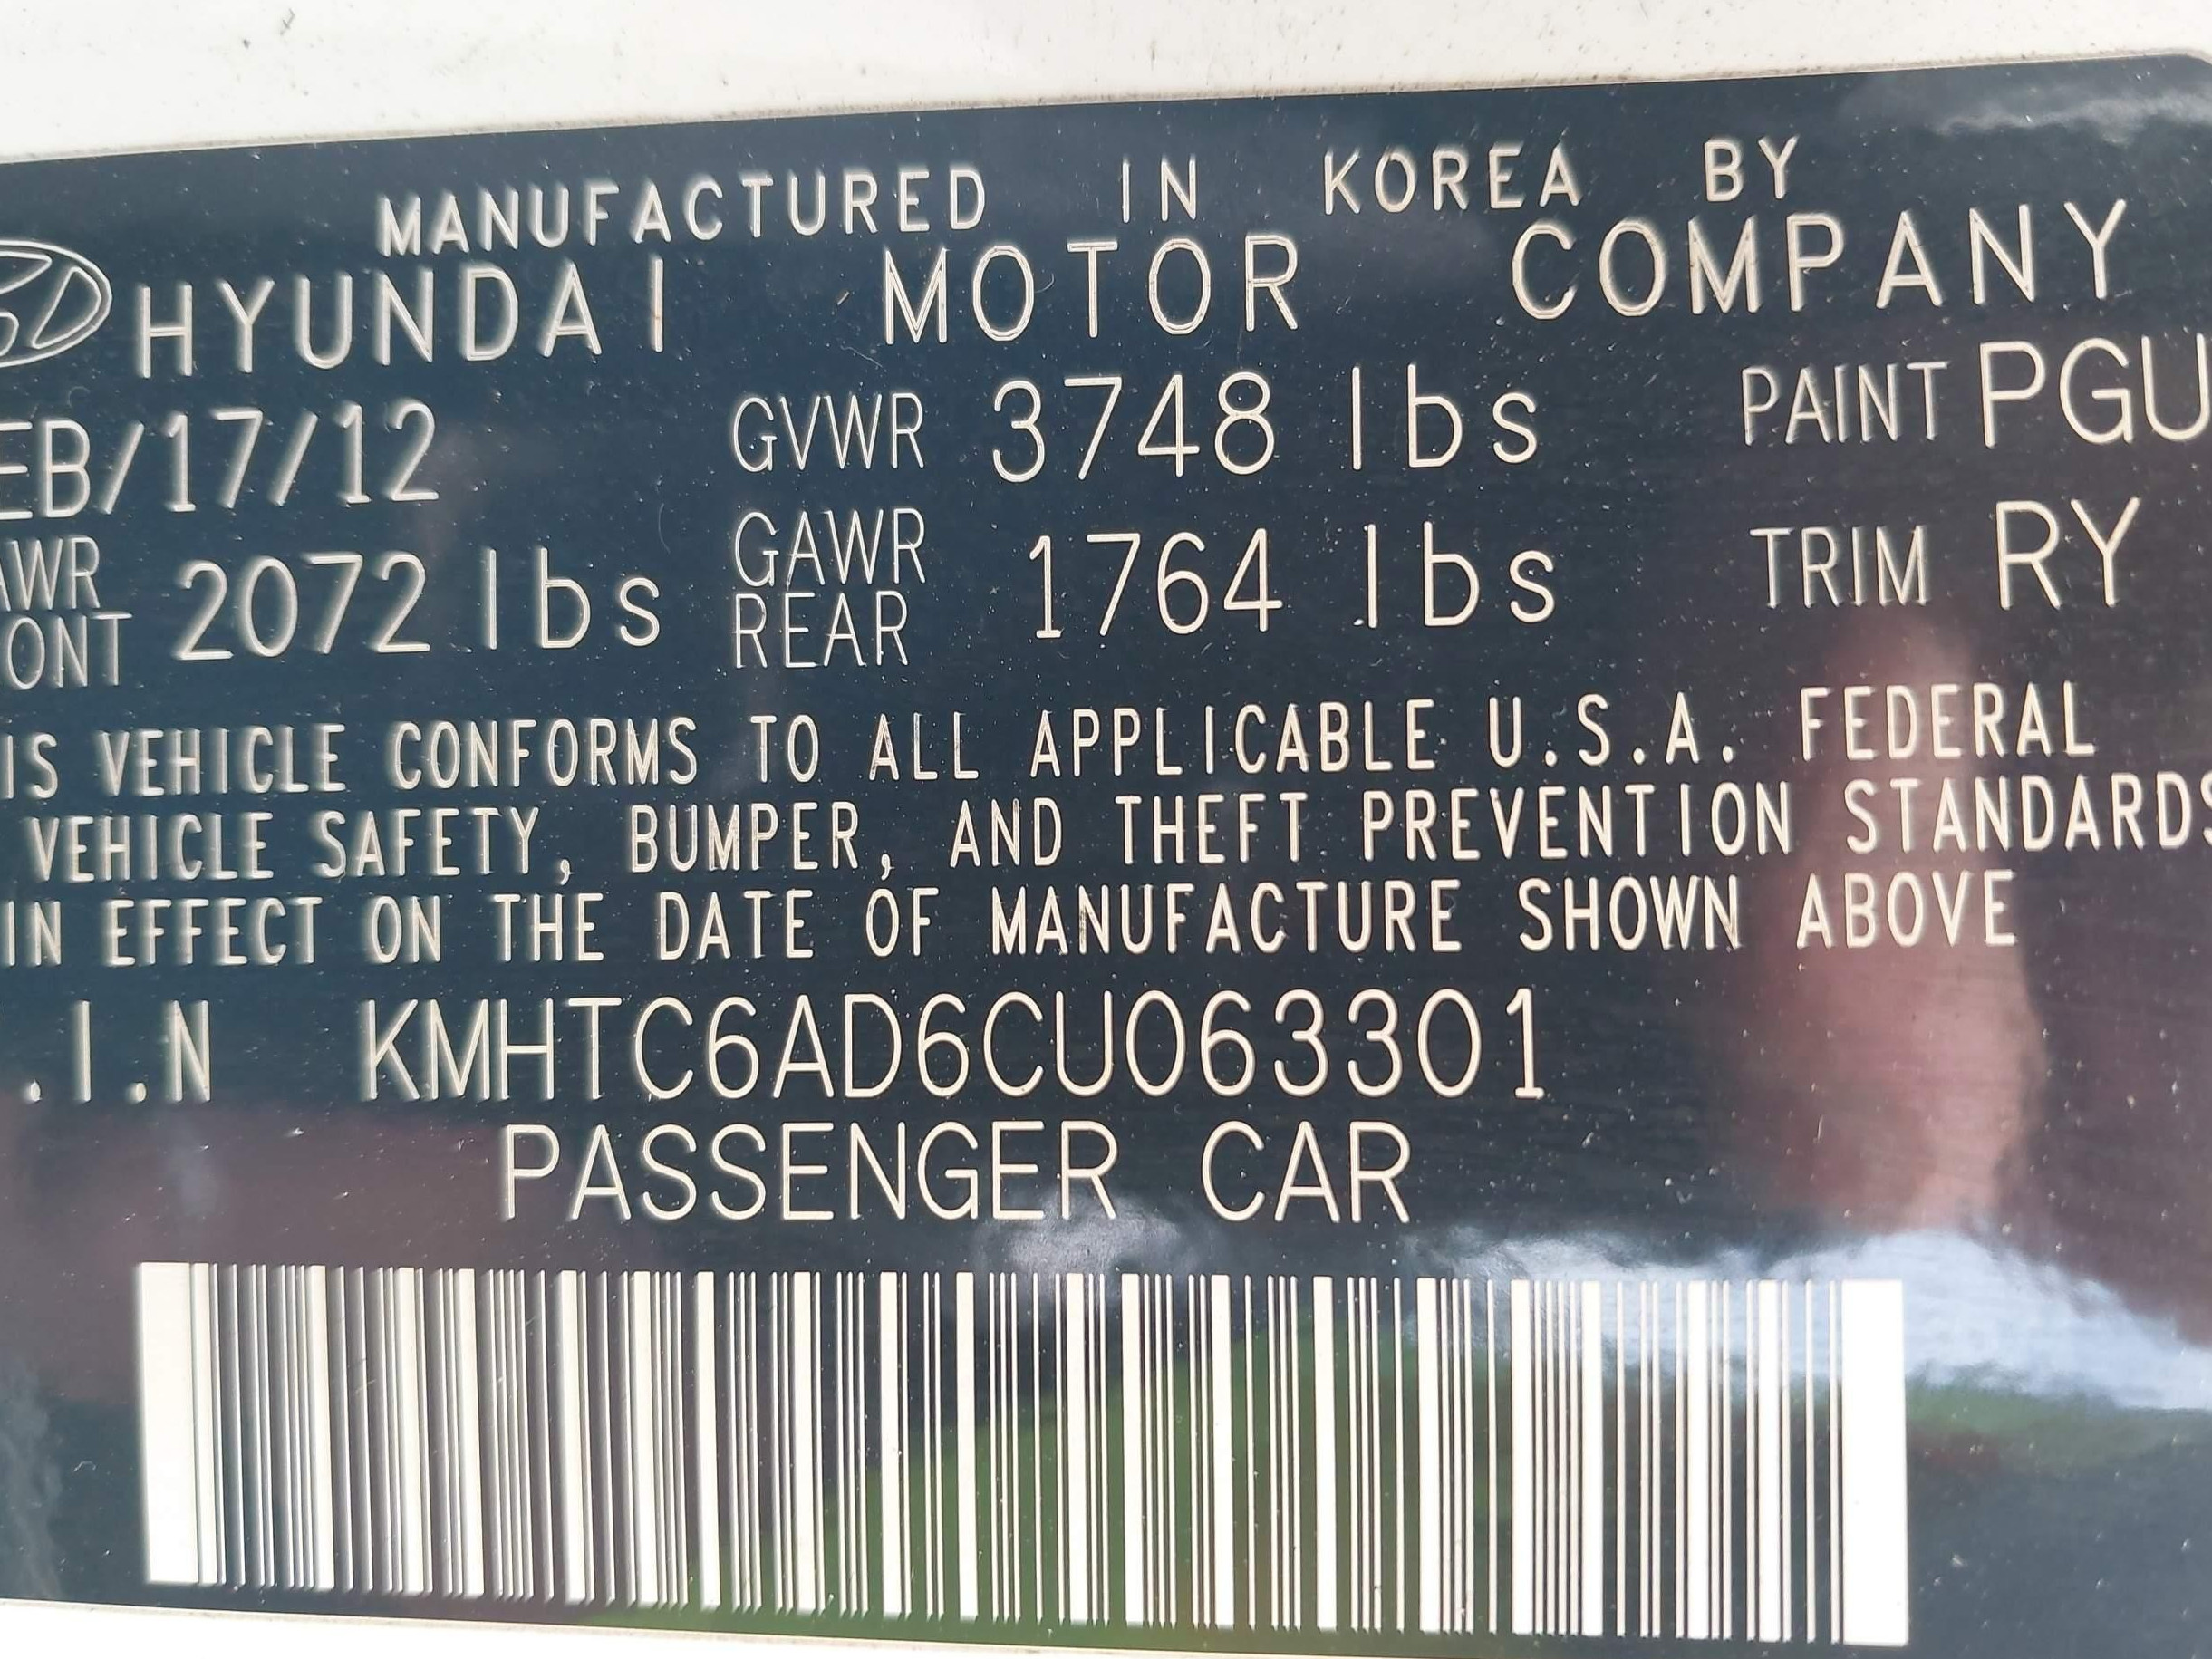 MANUFACTURED IN KOREA BY
HYUNDAI MOTOR COMPANY
EB/17/12 GVWR 3748 lbs PAINT PGU
AWR ONT 2072 lbs GAWR REAR 1764 lbs TRIM RY
IS VEHICLE CONFORMS TO ALL APPLICABLE U.S.A. FEDERAL
VEHICLE SAFETY, BUMPER, AND THEFT PREVENTION STANDARDS
IN EFFECT ON THE DATE OF MANUFACTURE SHOWN ABOVE
.I.N KMHTC6AD6CU063301
PASSENGER CAR